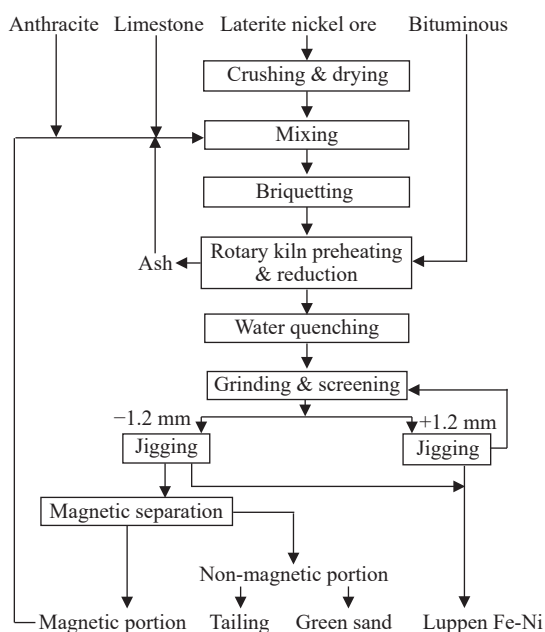 Anthracite Limestone Laterite nickel ore Bituminous
Crushing & drying
Mixing
Briquetting
Rotary kiln preheating
& reduction
Ash
Water quenching
Grinding & screening
−1.2 mm +1.2 mm
Jigging Jigging
Magnetic separation
Non-magnetic portion
Magnetic portion Tailing Green sand Luppen Fe-Ni